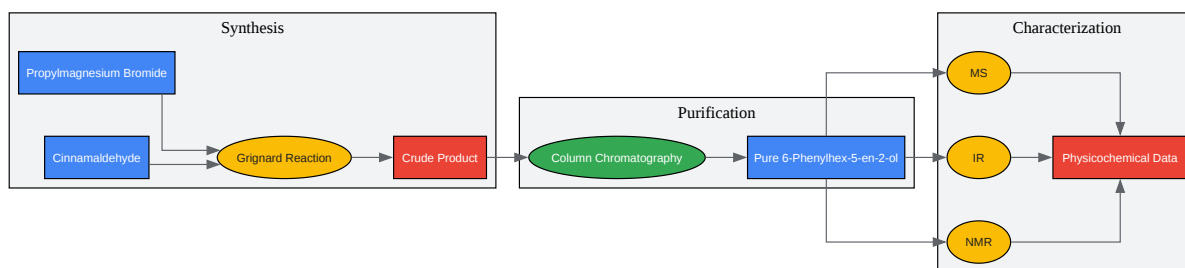 Synthesis
Propylmagnesium Bromide
Cinnamaldehyde
Grignard Reaction
Crude Product
Purification
Column Chromatography
Pure 6-Phenylhex-5-en-2-ol
Characterization
MS
IR
NMR
Physicochemical Data